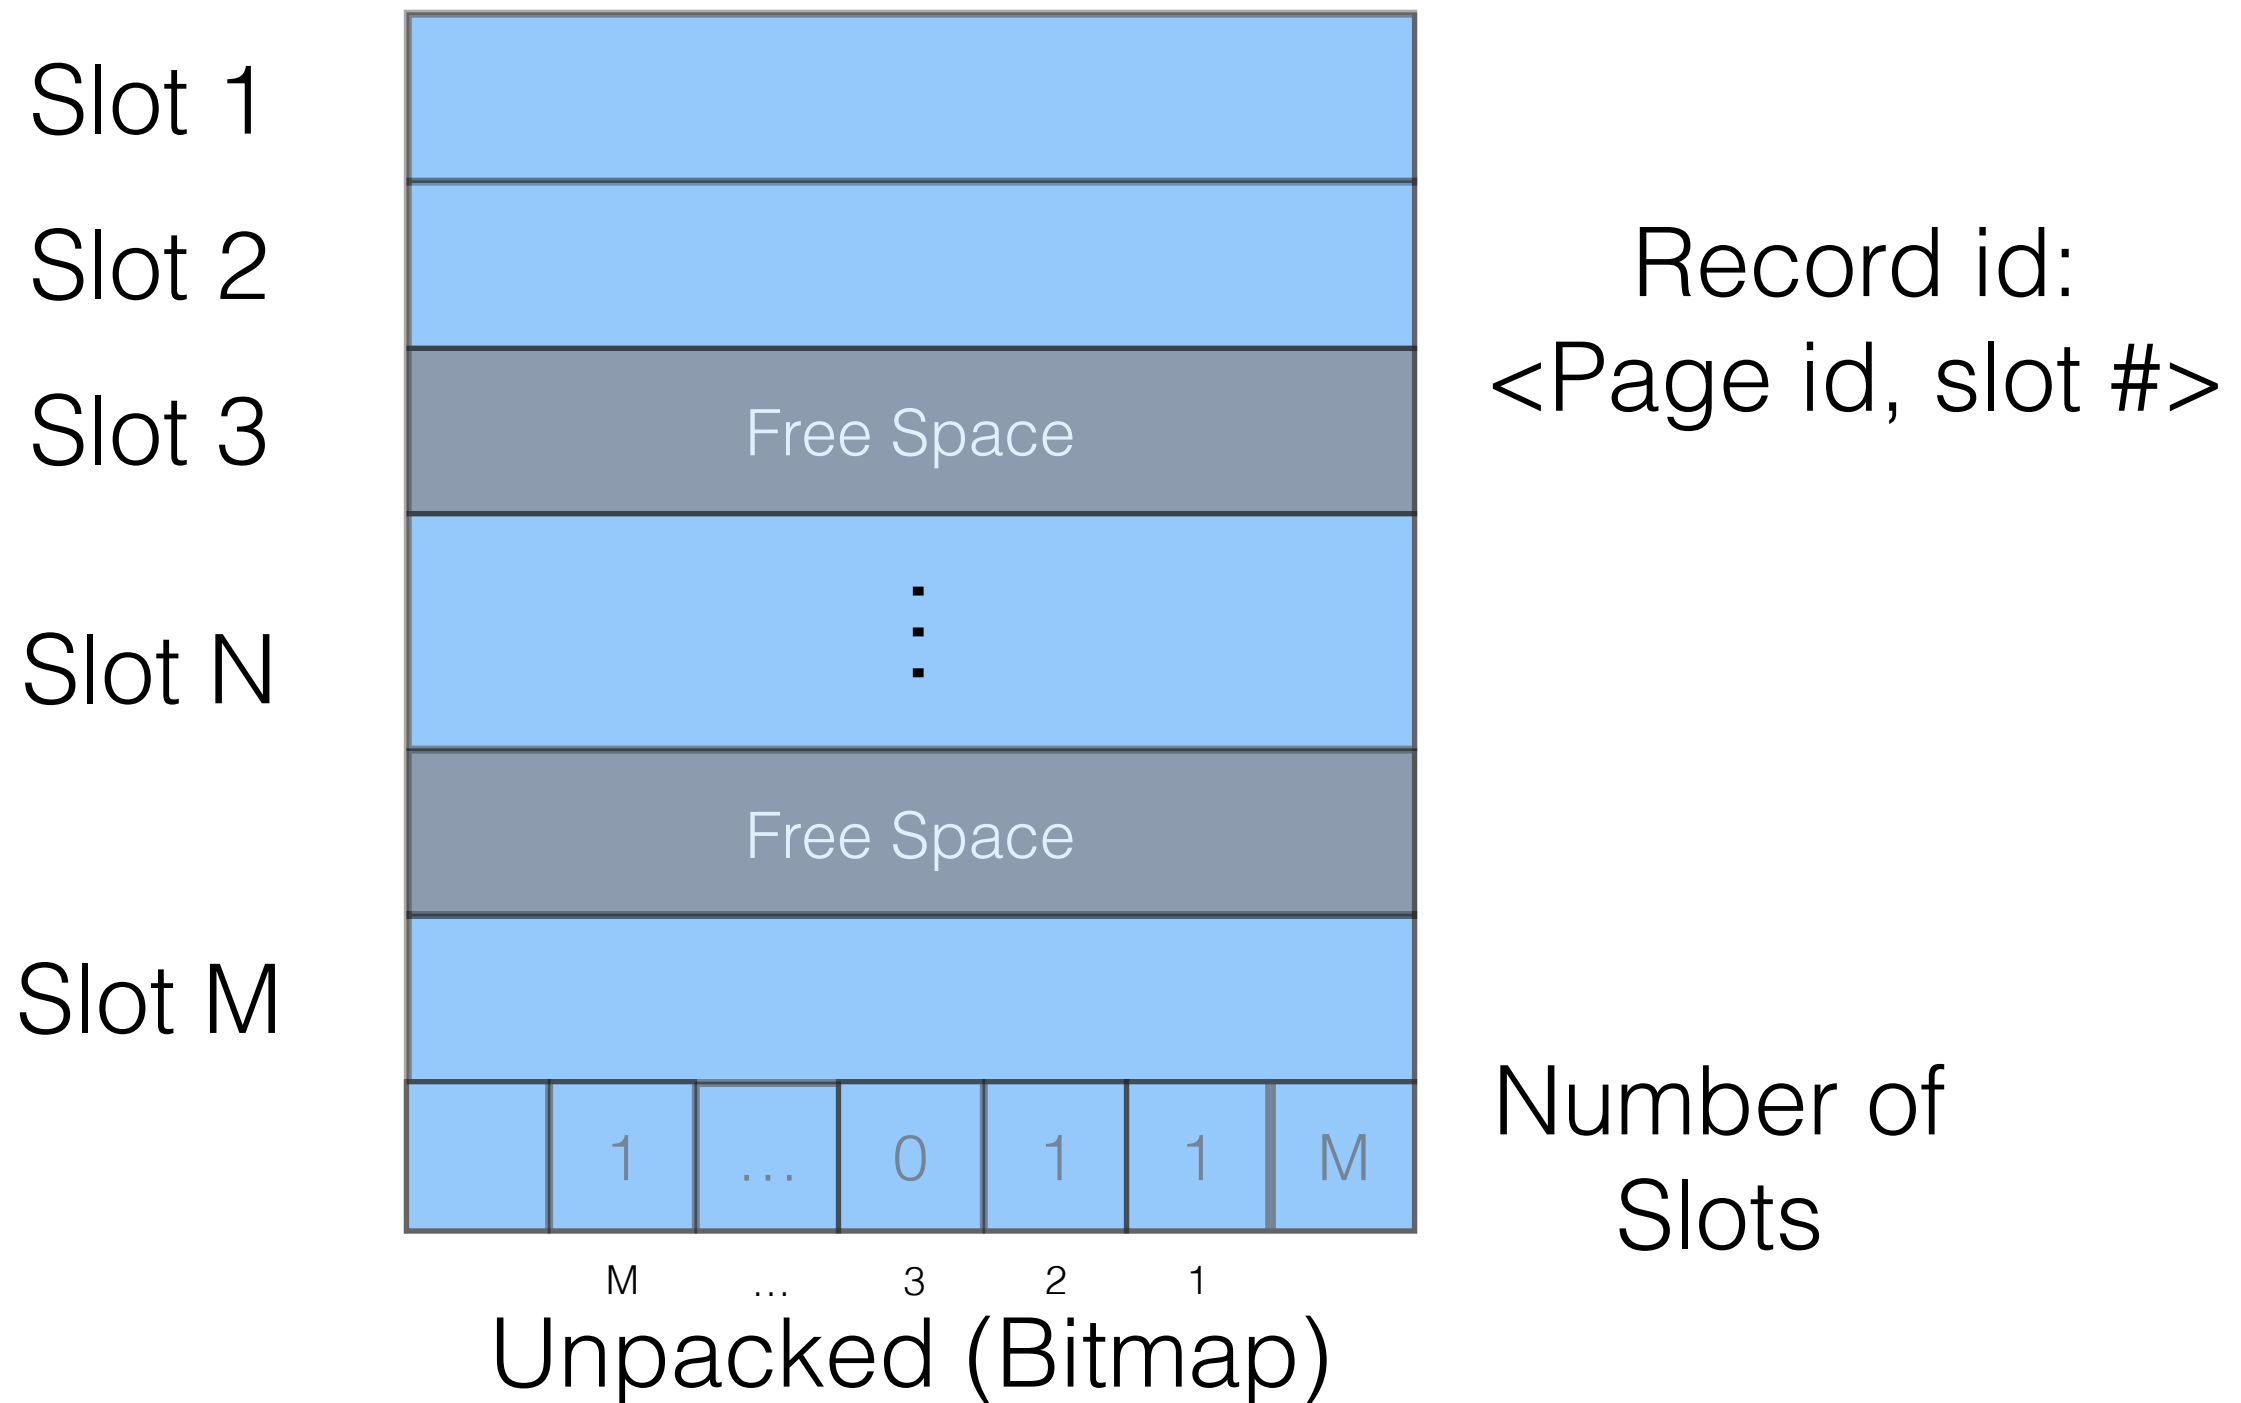 Slot 1
Slot 2
Slot 3
Slot N
Slot M
Free Space
⋮
Free Space
Record id:
<Page id, slot #>
Number of
Slots
1 … 0 1 1 M
M … 3 2 1
Unpacked (Bitmap)